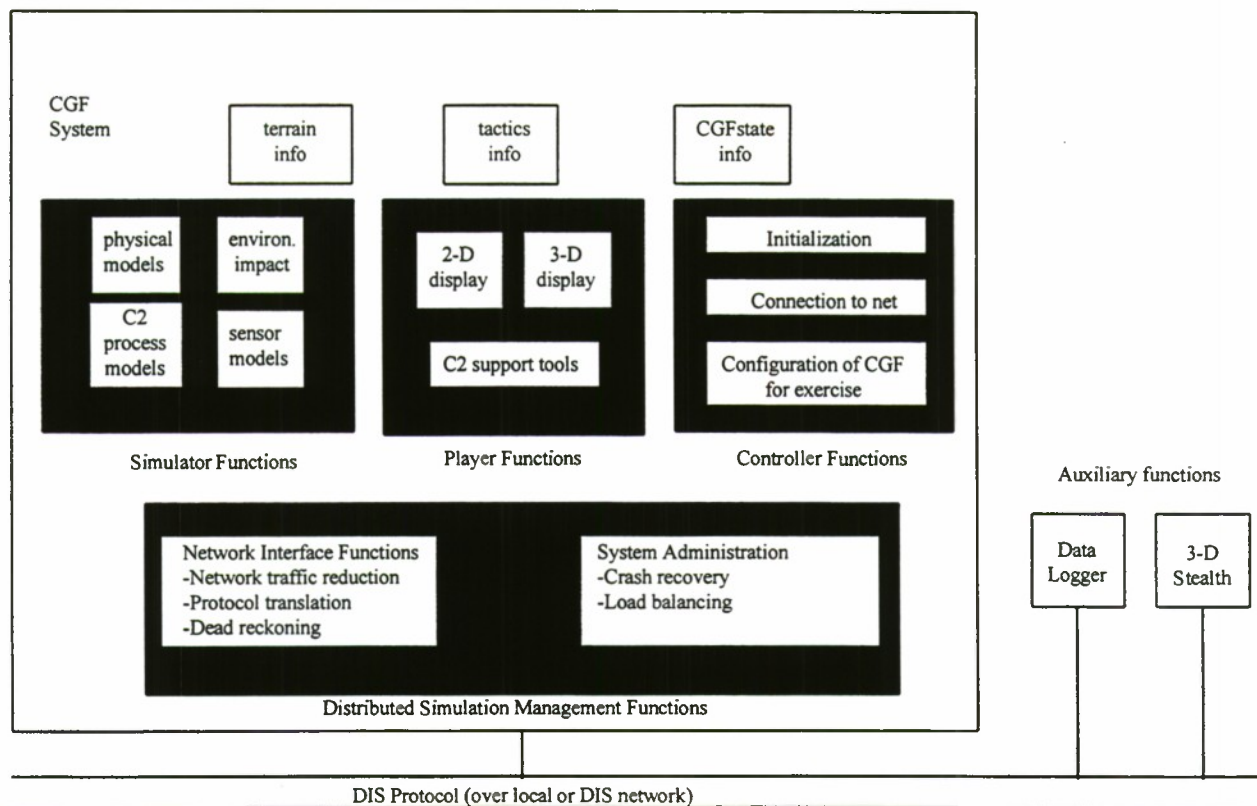 CGF
System
terrain
info
tactics
info
CGFstate
info
physical
models
environ.
impact
C2
process
models
sensor
models
Simulator Functions
2-D
display
3-D
display
C2 support tools
Player Functions
Initialization
Connection to net
Configuration of CGF
for exercise
Controller Functions
Network Interface Functions
-Network traffic reduction
-Protocol translation
-Dead reckoning
System Administration
-Crash recovery
-Load balancing
Distributed Simulation Management Functions
Auxiliary functions
Data
Logger
3-D
Stealth
DIS Protocol (over local or DIS network)